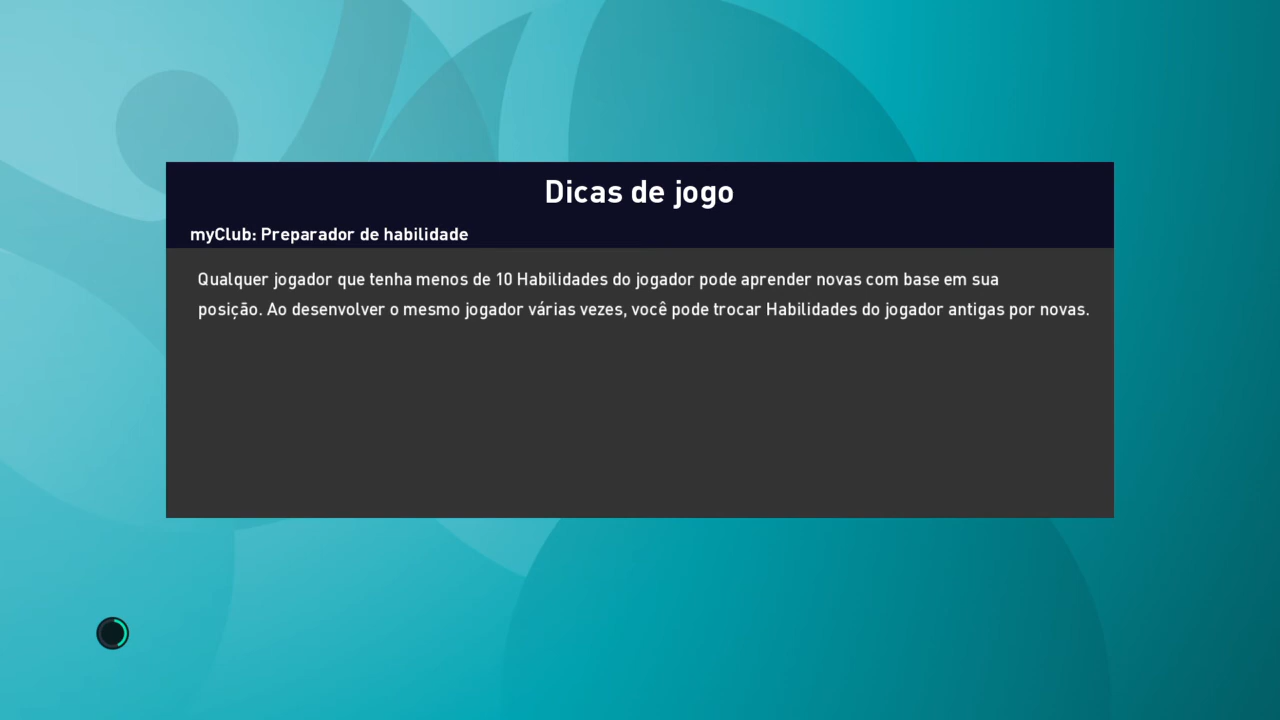 Dicas de jogo
myClub: Preparador de habilidade
Qualquer jogador que tenha menos de 10 Habilidades do jogador pode aprender novas com base em sua
posição. Ao desenvolver o mesmo jogador várias vezes, você pode trocar Habilidades do jogador antigas por novas.